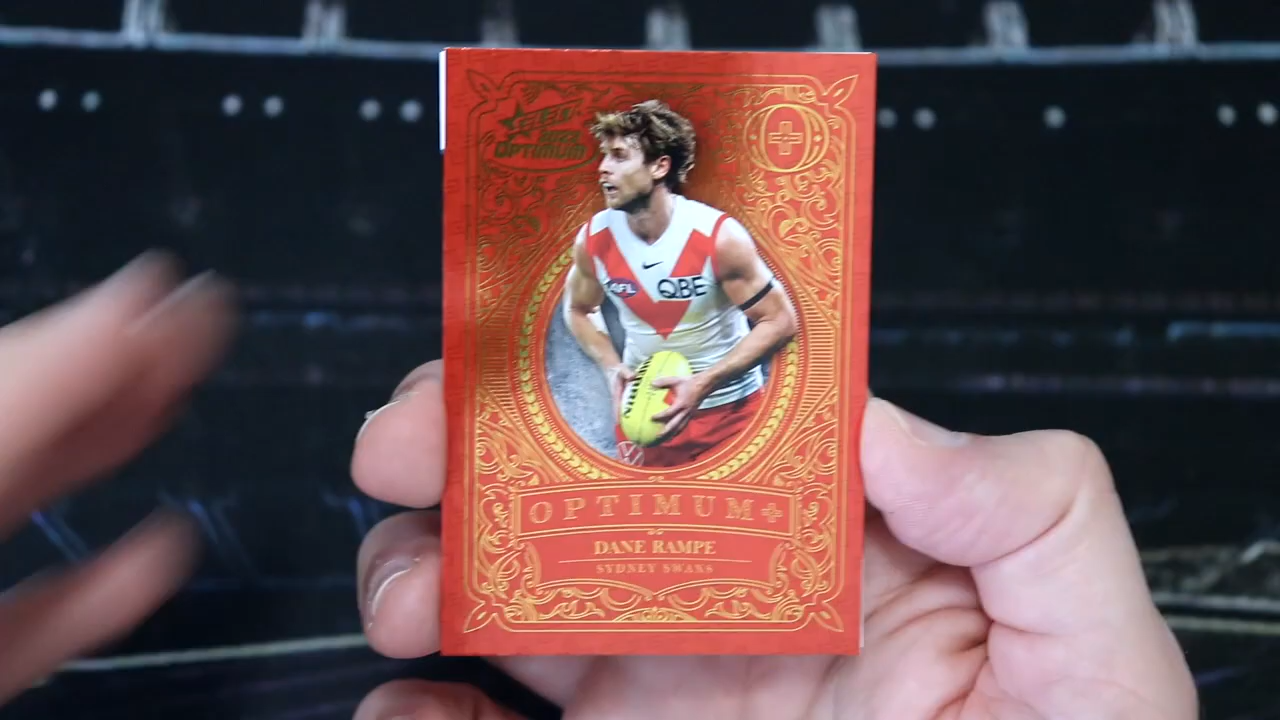 OPTIMUM
AFL
QBE
OPTIMUM+
DANE RAMPE
SYDNEY SWANS